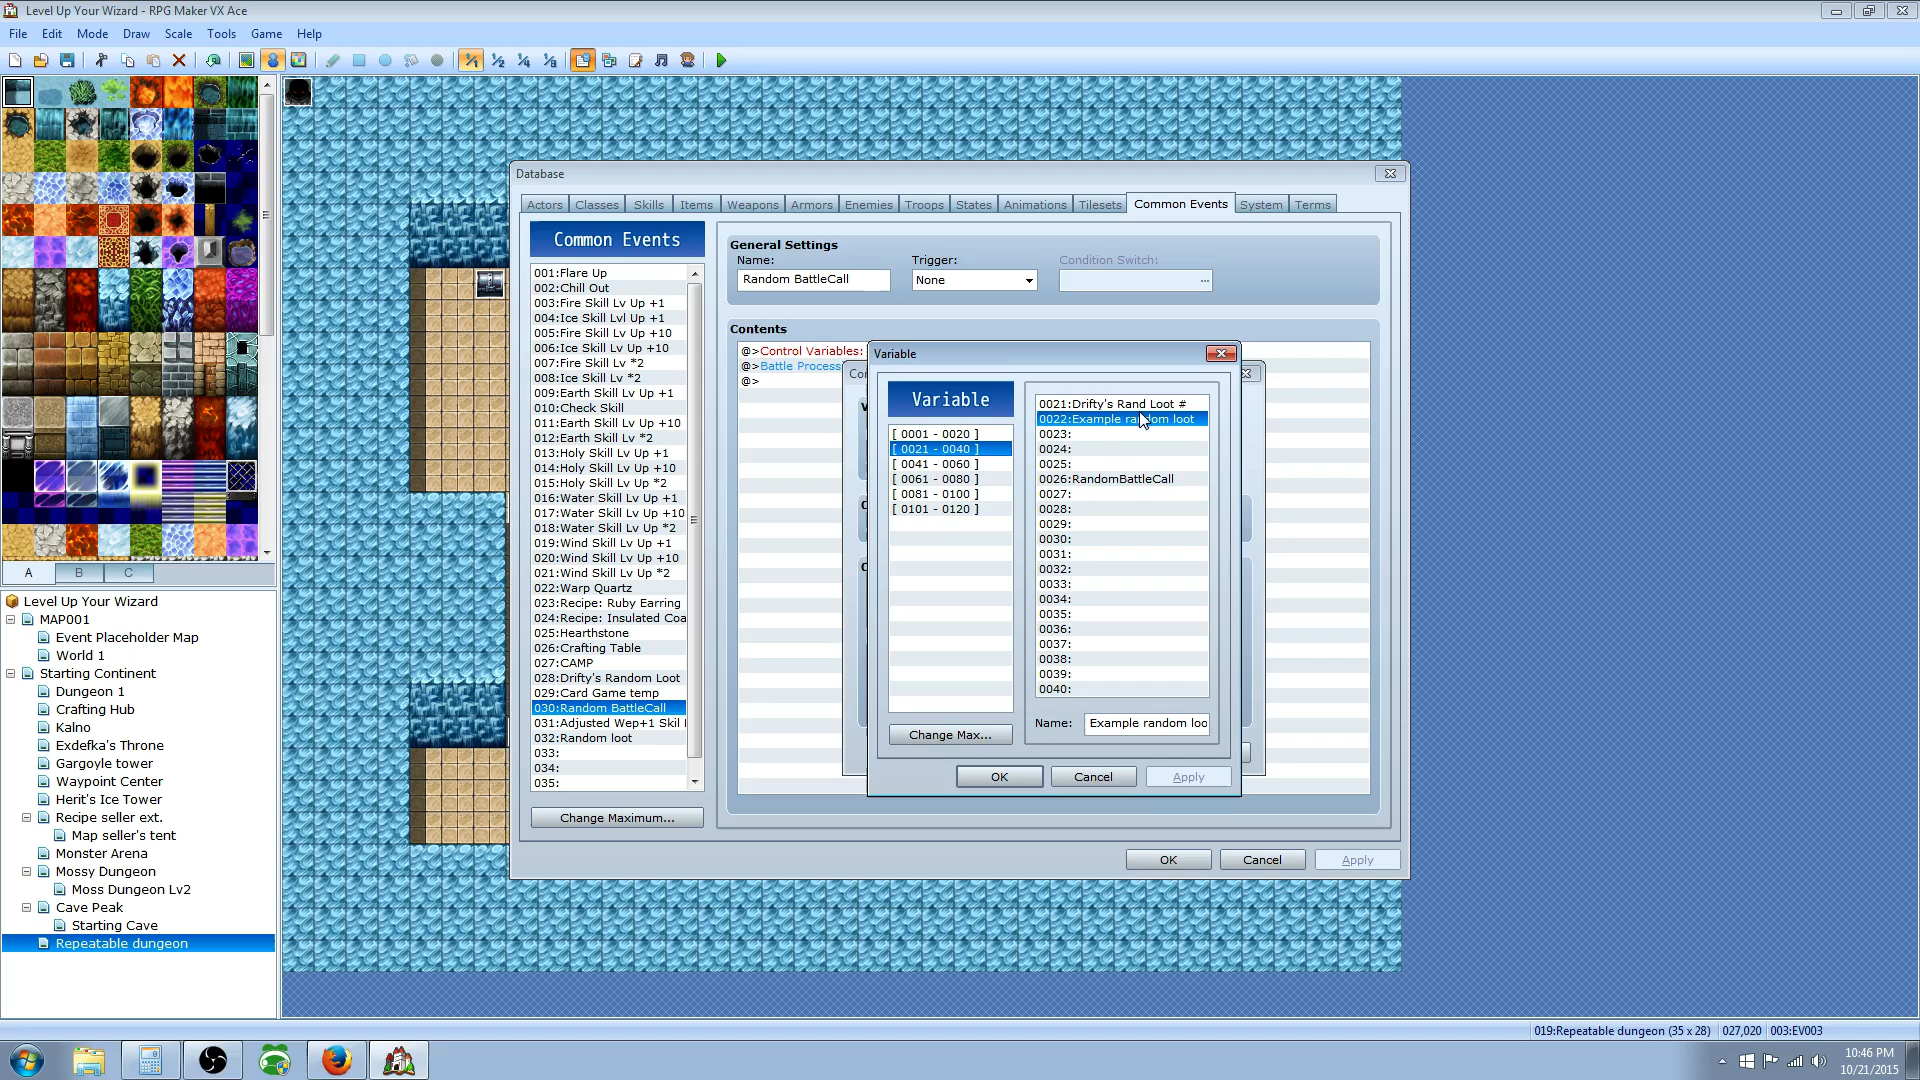 Level Up Your Wizard - RPG Maker VX Ace
File Edit Mode Draw Scale Tools Game Help
A B C
Level Up Your Wizard
MAP001
Event Placeholder Map
World 1
Starting Continent
Dungeon 1
Crafting Hub
Kalno
Exdefka's Throne
Gargoyle tower
Waypoint Center
Herit's Ice Tower
Recipe seller ext.
Map seller's tent
Monster Arena
Mossy Dungeon
Moss Dungeon Lv2
Cave Peak
Starting Cave
Repeatable dungeon
Database
Actors Classes Skills Items Weapons Armors Enemies Troops States Animations Tilesets Common Events System Terms
Common Events
001:Flare Up
002:Chill Out
003:Fire Skill Lv Up +1
004:Ice Skill Lvl Up +1
005:Fire Skill Lv Up +10
006:Ice Skill Lv Up +10
007:Fire Skill Lv *2
008:Ice Skill Lv *2
009:Earth Skill Lv Up +1
010:Check Skill
011:Earth Skill Lv Up +10
012:Earth Skill Lv *2
013:Holy Skill Lv Up +1
014:Holy Skill Lv Up +10
015:Holy Skill Lv Up *2
016:Water Skill Lv Up +1
017:Water Skill Lv Up +10
018:Water Skill Lv Up *2
019:Wind Skill Lv Up +1
020:Wind Skill Lv Up +10
021:Wind Skill Lv Up *2
022:Warp Quartz
023:Recipe: Ruby Earring
024:Recipe: Insulated Coa
025:Hearthstone
026:Crafting Table
027:CAMP
028:Drifty's Random Loot
029:Card Game temp
030:Random BattleCall
031:Adjusted Wep+1 Skil
032:Random loot
033:
034:
035:
Change Maximum...
General Settings
Name: Trigger: Condition Switch:
Random BattleCall None ...
Contents
@>Control Variables:
@>Battle Process
@>
Variable
Variable
[ 0001 - 0020 ]
[ 0021 - 0040 ]
[ 0041 - 0060 ]
[ 0061 - 0080 ]
[ 0081 - 0100 ]
[ 0101 - 0120 ]
Change Max...
0021:Drifty's Rand Loot #
0022:Example random loot
0023:
0024:
0025:
0026:RandomBattleCall
0027:
0028:
0029:
0030:
0031:
0032:
0033:
0034:
0035:
0036:
0037:
0038:
0039:
0040:
Name: Example random loo
OK Cancel Apply
OK Cancel Apply
019:Repeatable dungeon (35 x 28) 027,020 003:EV003
10:46 PM
10/21/2015